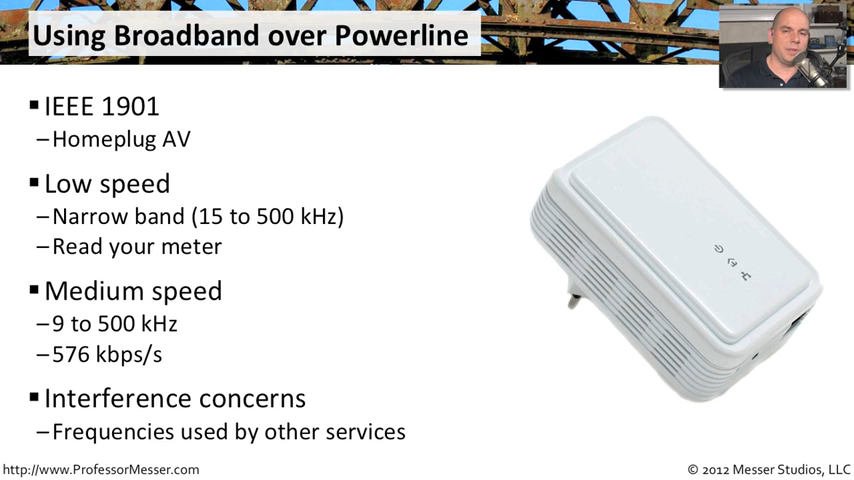 Using Broadband over Powerline
▪IEEE 1901
–Homeplug AV
▪Low speed
–Narrow band (15 to 500 kHz)
–Read your meter
▪Medium speed
–9 to 500 kHz
–576 kbps/s
▪Interference concerns
–Frequencies used by other services
http://www.ProfessorMesser.com
© 2012 Messer Studios, LLC